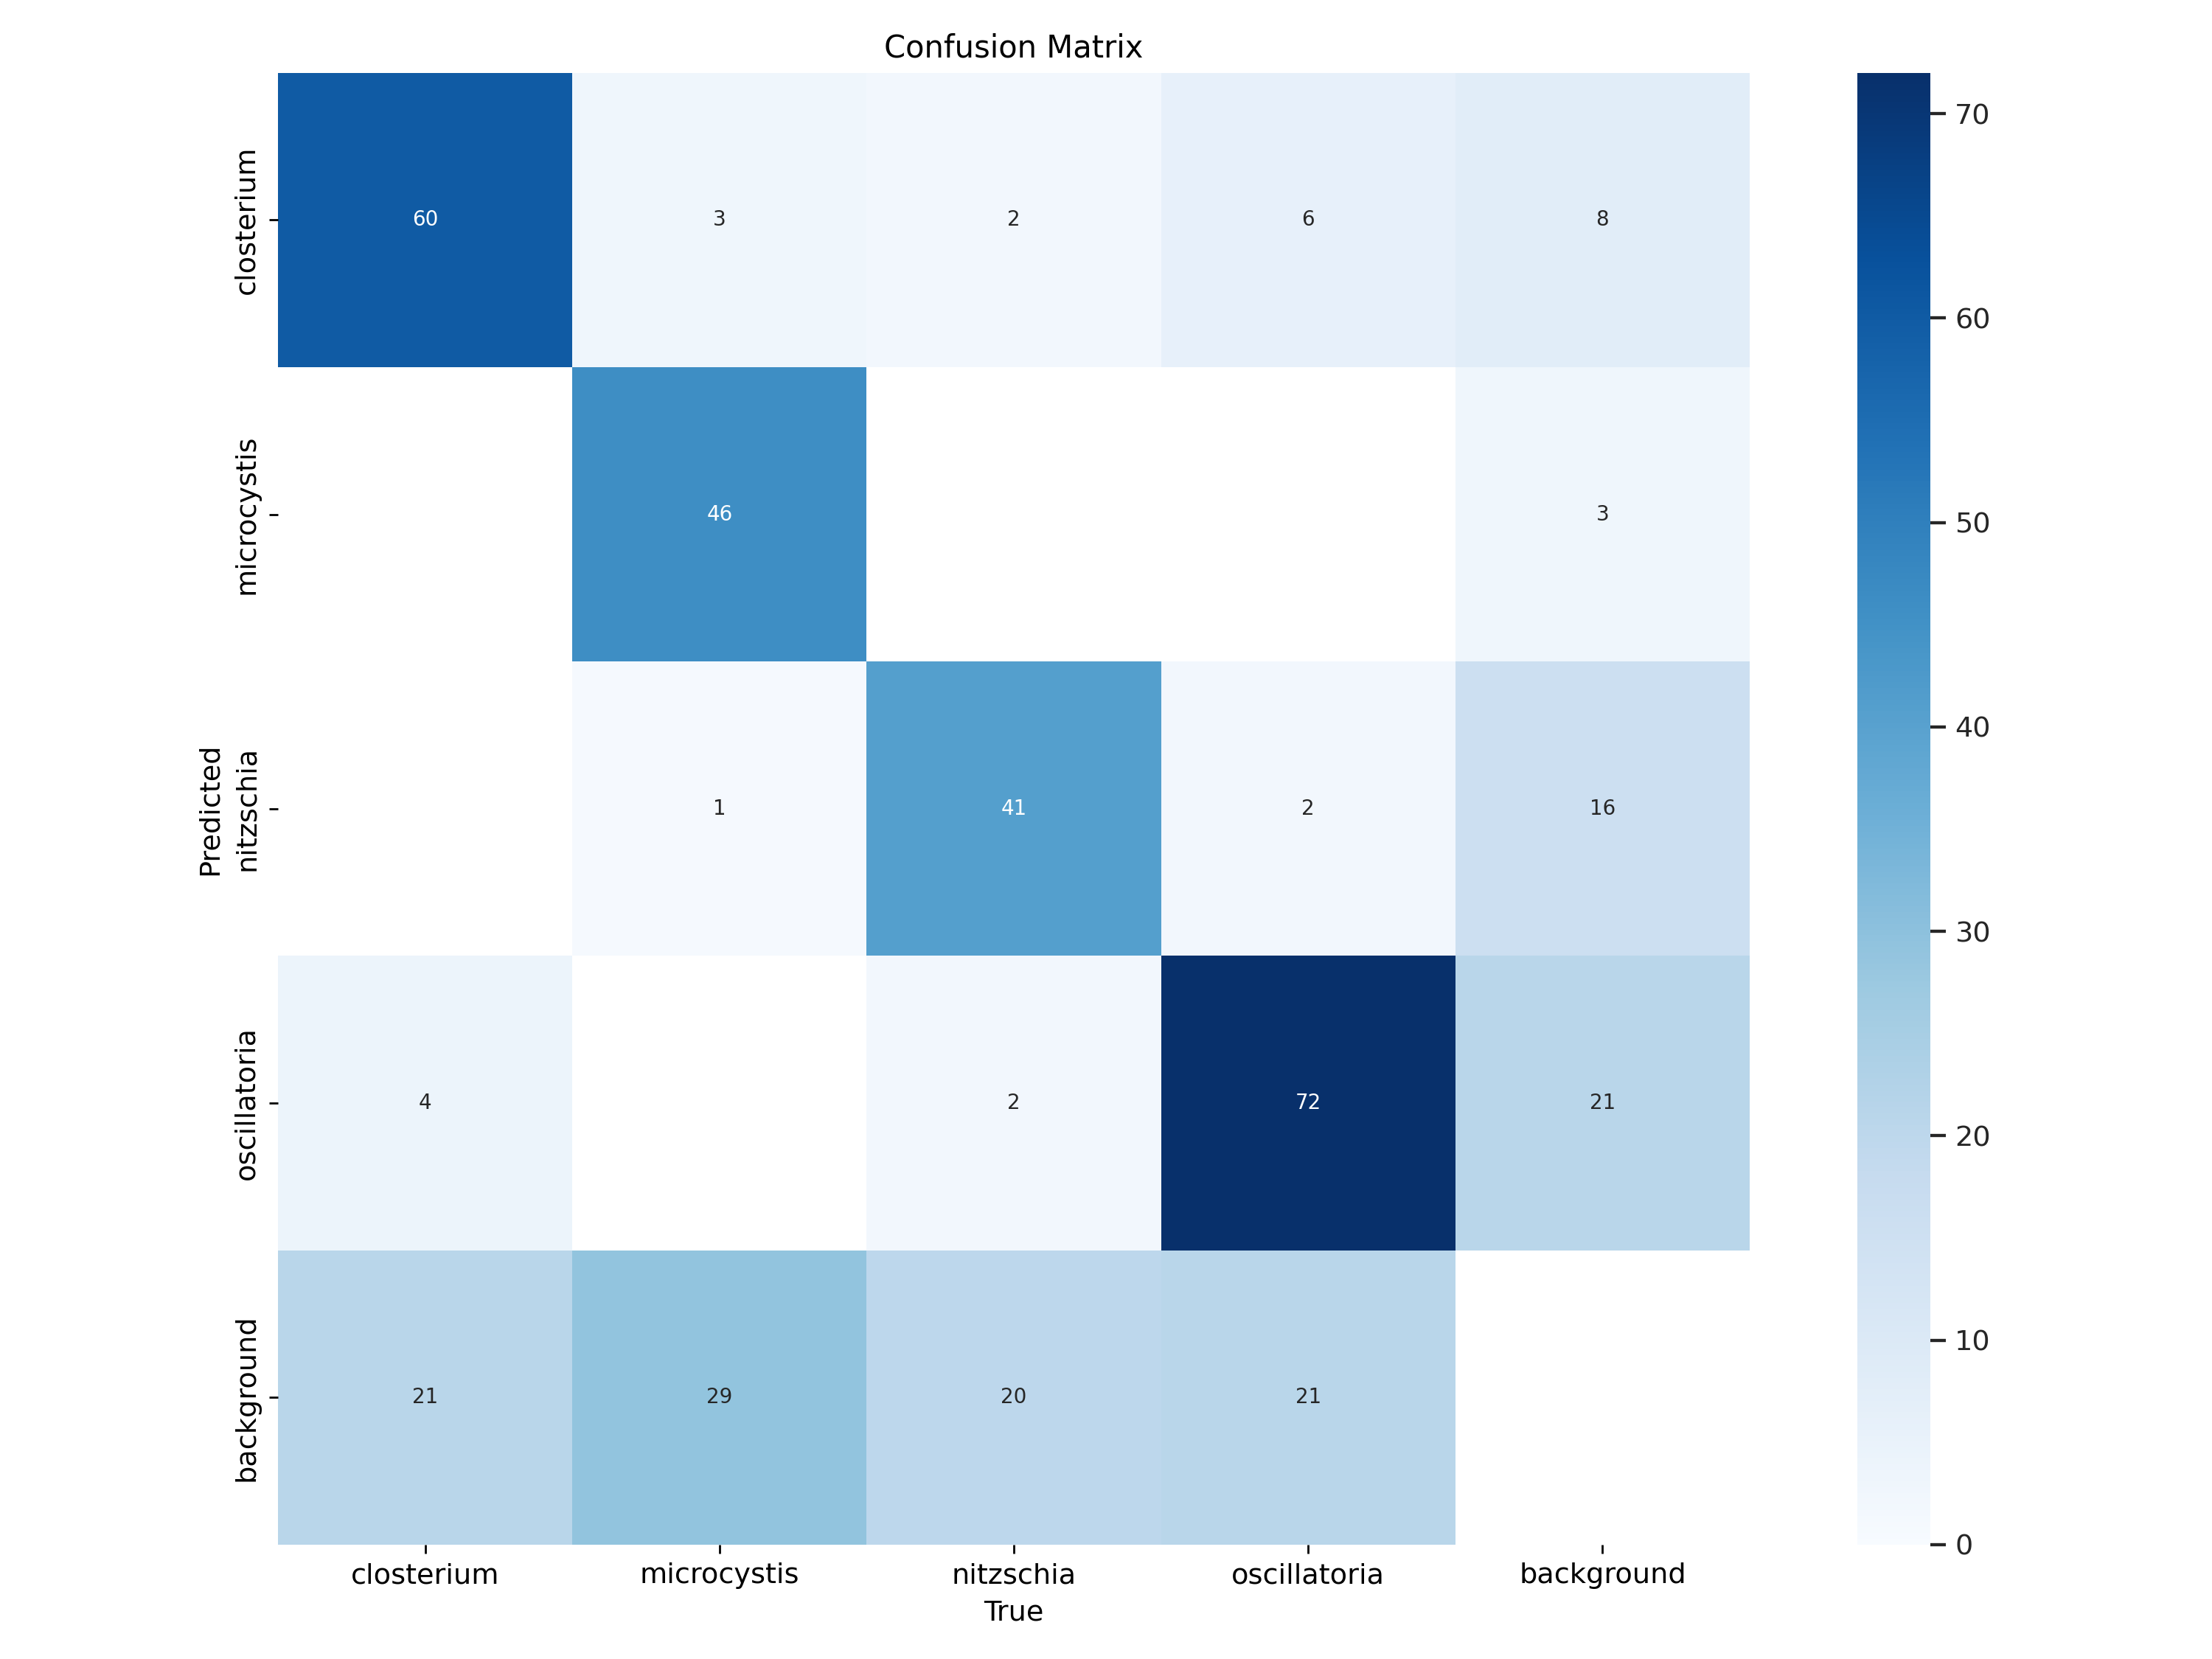 Confusion Matrix
closterium
60 3 2 6 8
microcystis
46 3
Predicted
nitzschia
1 41 2 16
oscillatoria
4 2 72 21
background
21 29 20 21
closterium microcystis nitzschia oscillatoria background
True
70
60
50
40
30
20
10
0